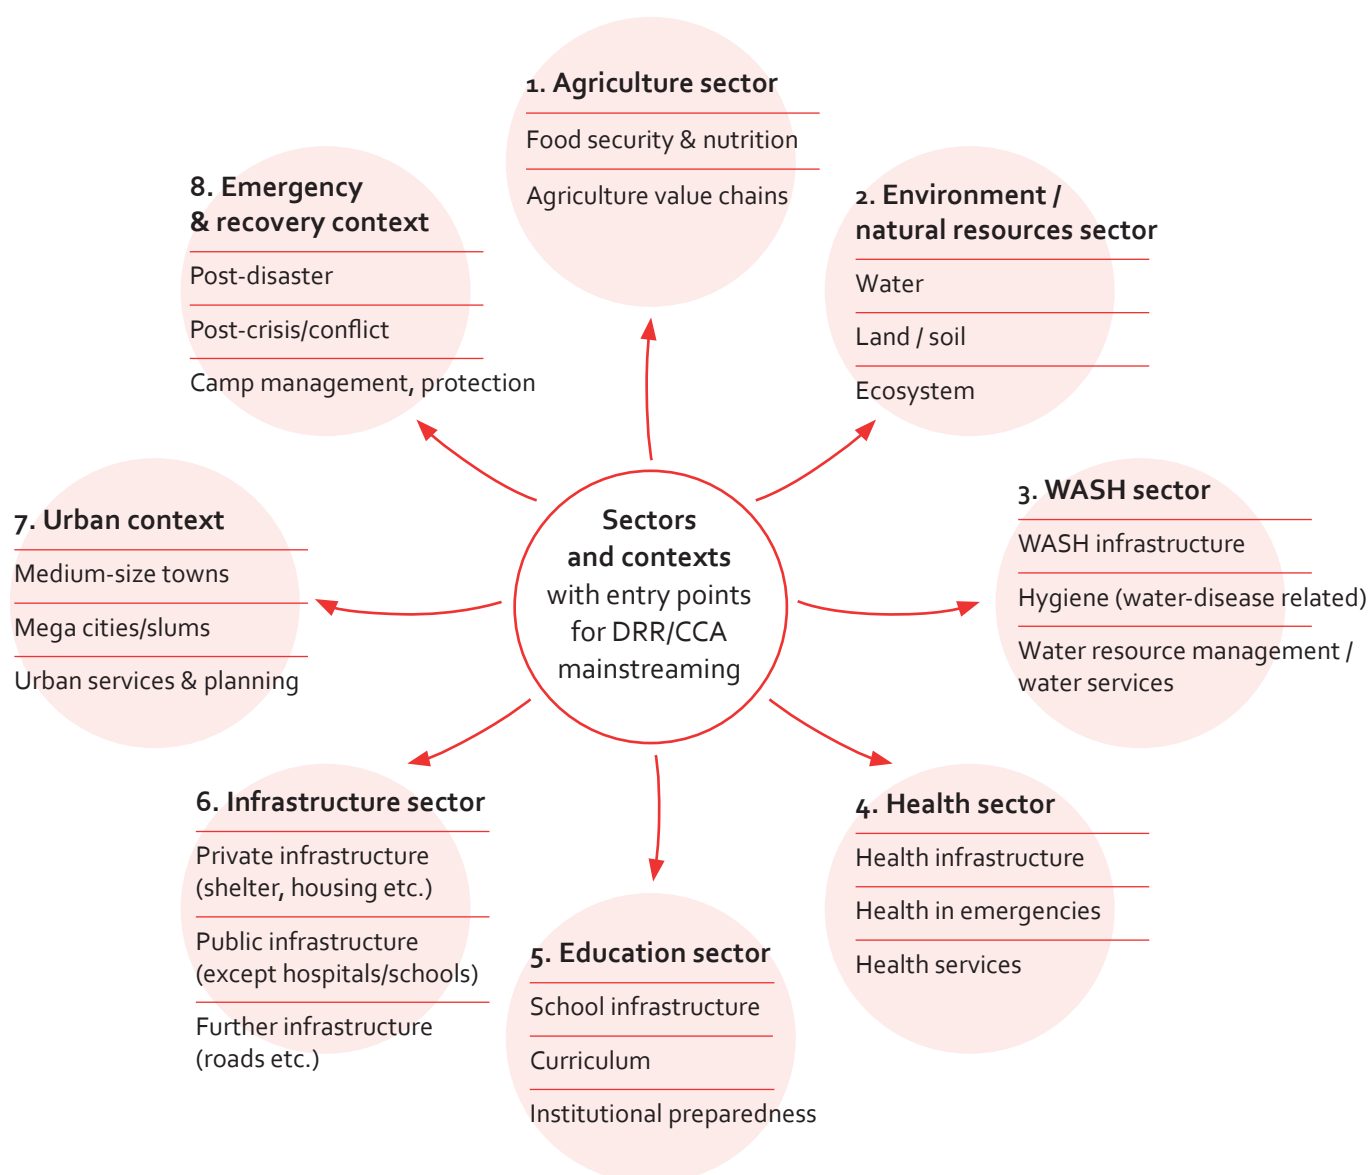 1. Agriculture sector
Food security & nutrition
Agriculture value chains
2. Environment /
natural resources sector
Water
Land / soil
Ecosystem
3. WASH sector
WASH infrastructure
Hygiene (water-disease related)
Water resource management /
water services
4. Health sector
Health infrastructure
Health in emergencies
Health services
5. Education sector
School infrastructure
Curriculum
Institutional preparedness
6. Infrastructure sector
Private infrastructure
(shelter, housing etc.)
Public infrastructure
(except hospitals/schools)
Further infrastructure
(roads etc.)
7. Urban context
Medium-size towns
Mega cities/slums
Urban services & planning
8. Emergency
& recovery context
Post-disaster
Post-crisis/conflict
Camp management, protection
Sectors
and contexts
with entry points
for DRR/CCA
mainstreaming